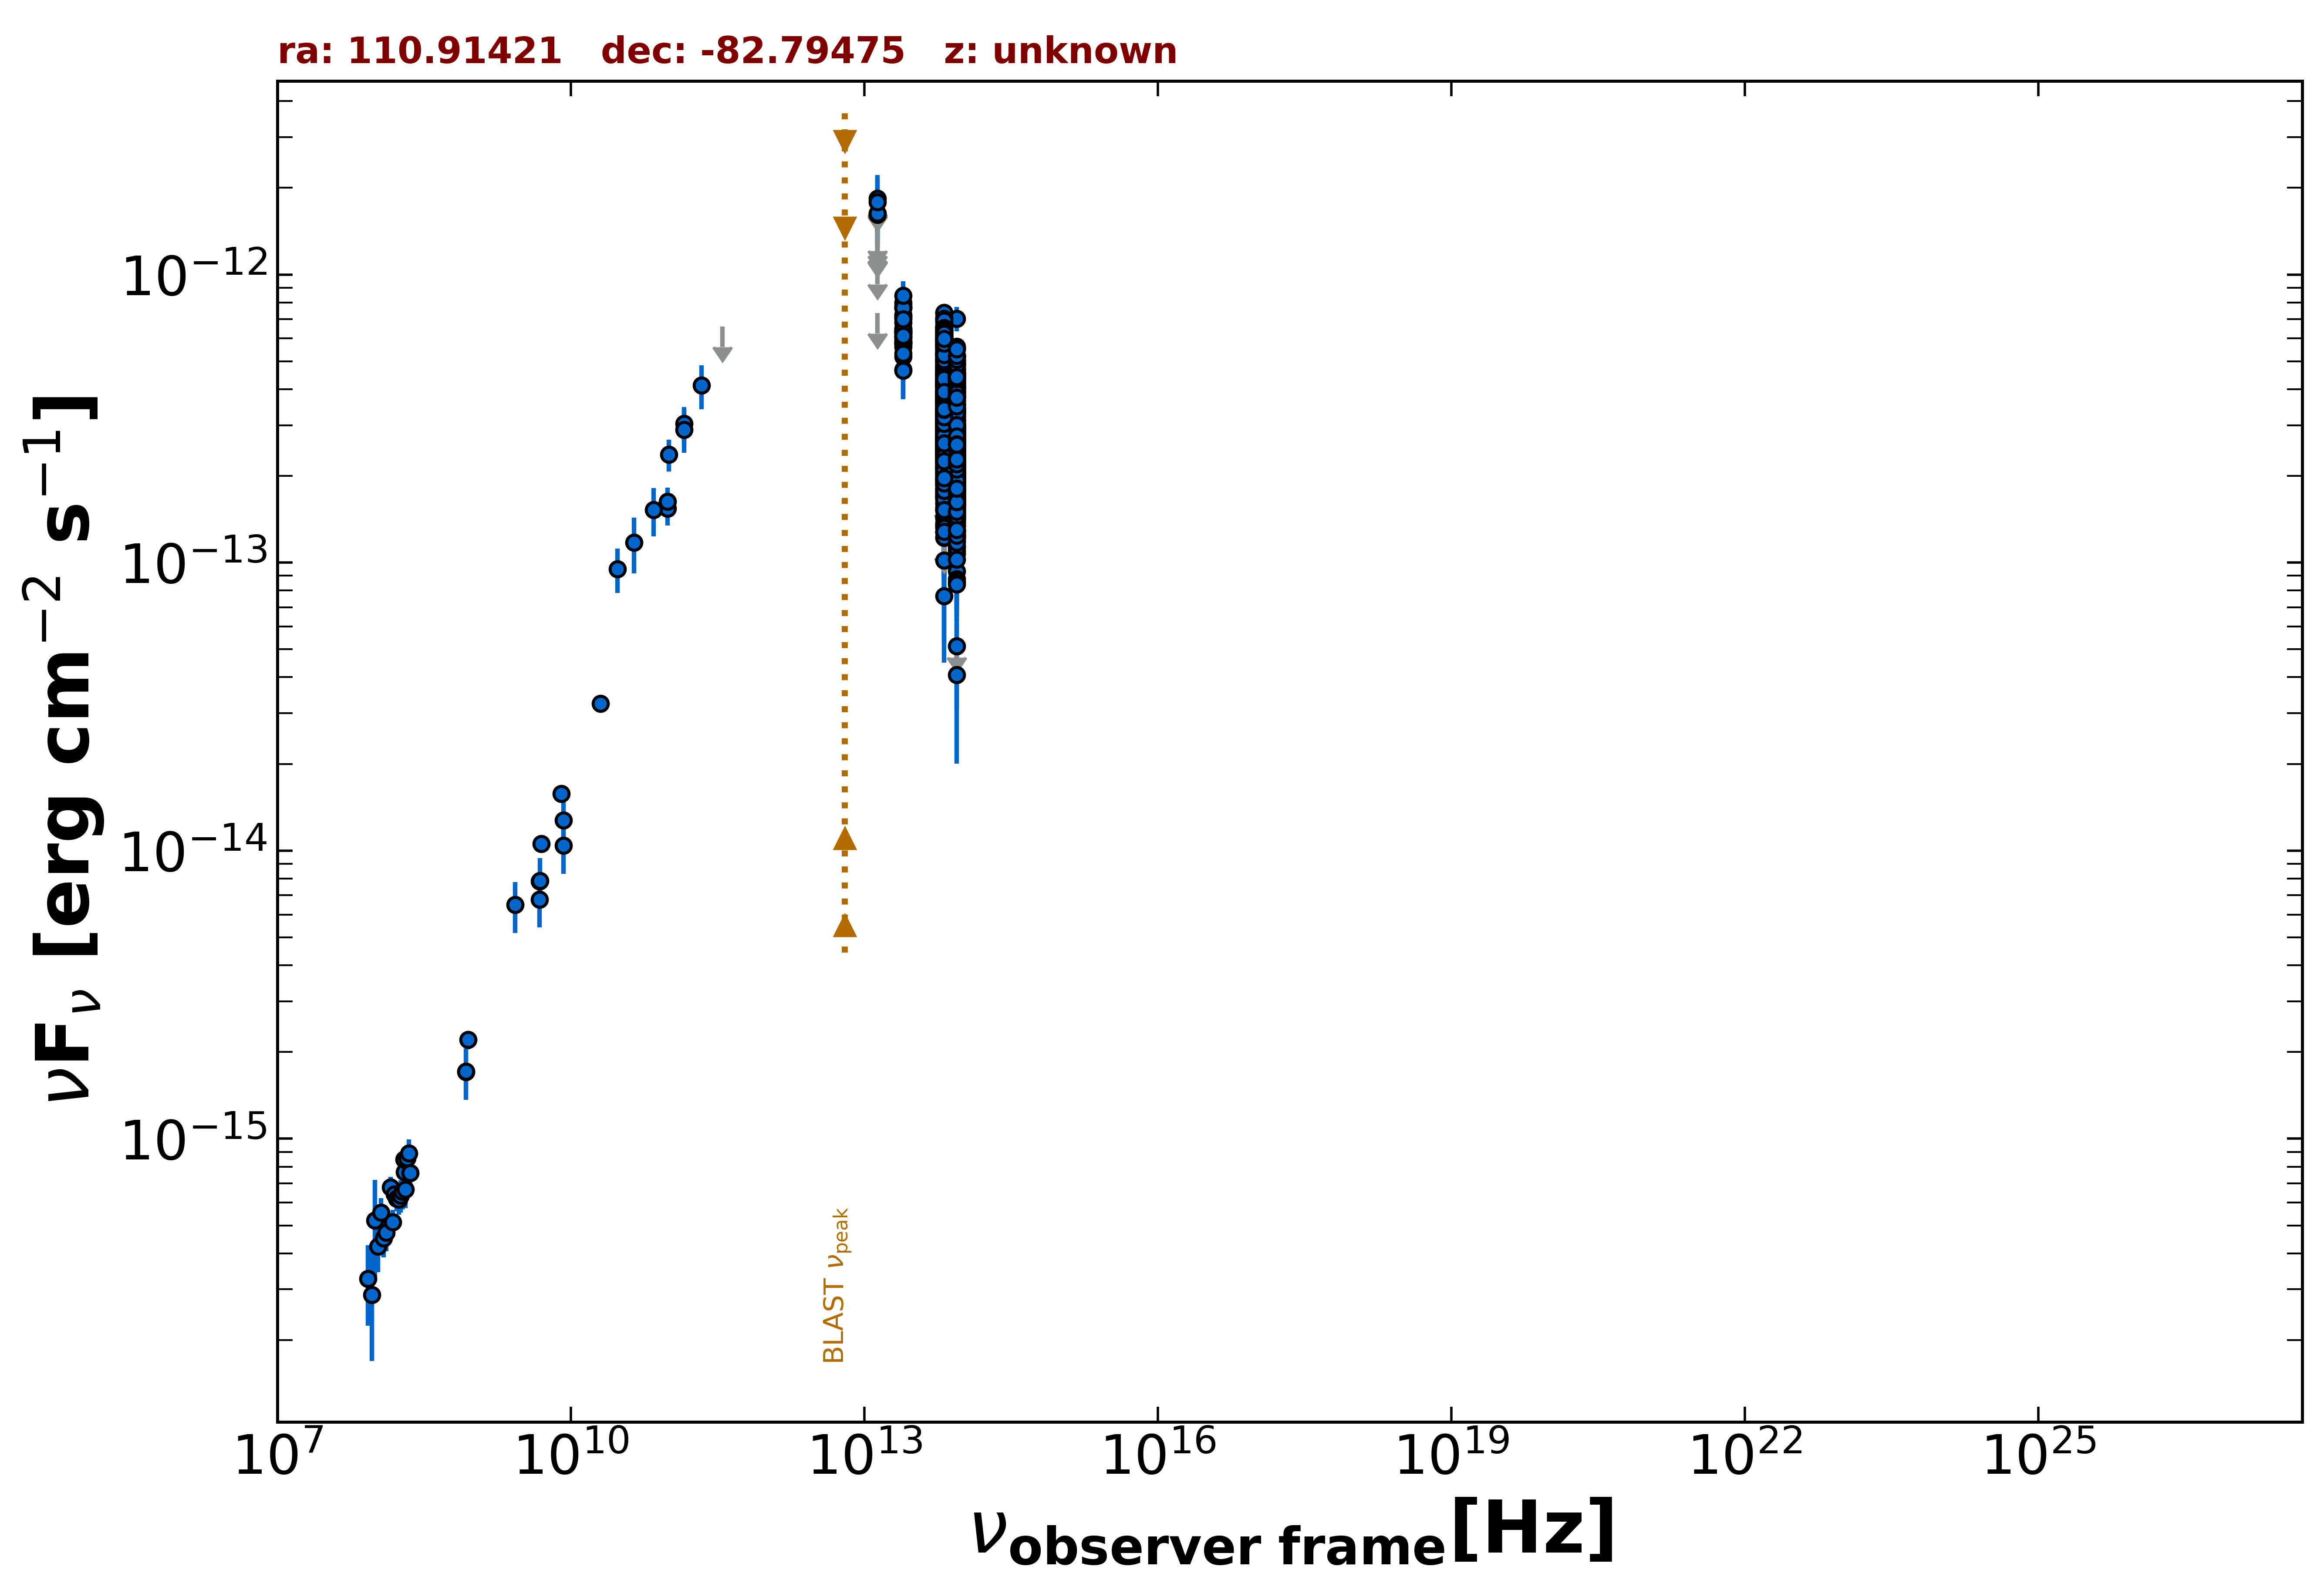 ra: 110.91421 dec: -82.79475 z: unknown
νFν [erg cm−2 s−1]
10−12
10−13
10−14
10−15
BLAST νpeak
107 1010 1013 1016 1019 1022 1025
νobserver frame[Hz]